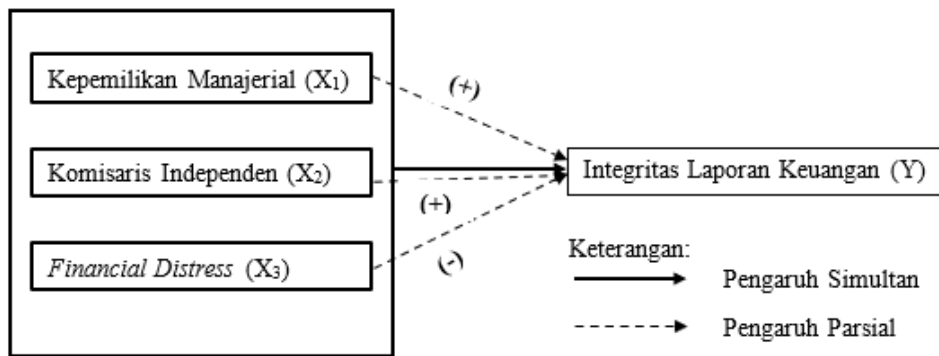 Kepemilikan Manajerial (X1)
(+)
Komisaris Independen (X2)
Integritas Laporan Keuangan (Y)
(+)
Financial Distress (X3)
(-)
Keterangan:
Pengaruh Simultan
Pengaruh Parsial